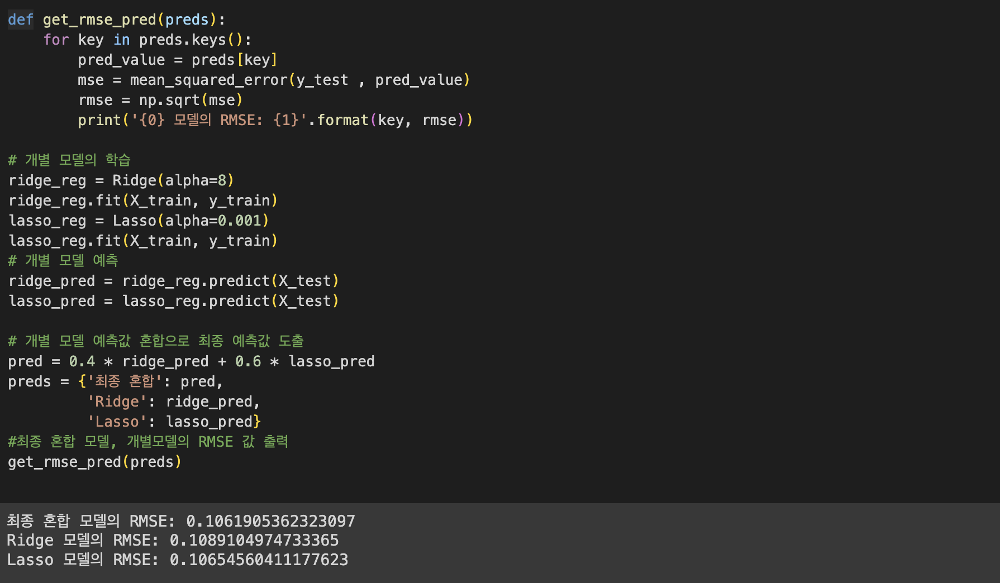 def get_rmse_pred(preds):
    for key in preds.keys():
        pred_value = preds[key]
        mse = mean_squared_error(y_test , pred_value)
        rmse = np.sqrt(mse)
        print('{0} 모델의 RMSE: {1}'.format(key, rmse))

# 개별 모델의 학습
ridge_reg = Ridge(alpha=8)
ridge_reg.fit(X_train, y_train)
lasso_reg = Lasso(alpha=0.001)
lasso_reg.fit(X_train, y_train)
# 개별 모델 예측
ridge_pred = ridge_reg.predict(X_test)
lasso_pred = lasso_reg.predict(X_test)

# 개별 모델 예측값 혼합으로 최종 예측값 도출
pred = 0.4 * ridge_pred + 0.6 * lasso_pred
preds = {'최종 혼합': pred,
         'Ridge': ridge_pred,
         'Lasso': lasso_pred}
#최종 혼합 모델, 개별모델의 RMSE 값 출력
get_rmse_pred(preds)

최종 혼합 모델의 RMSE: 0.1061905362323097
Ridge 모델의 RMSE: 0.1089104974733365
Lasso 모델의 RMSE: 0.10654560411177623